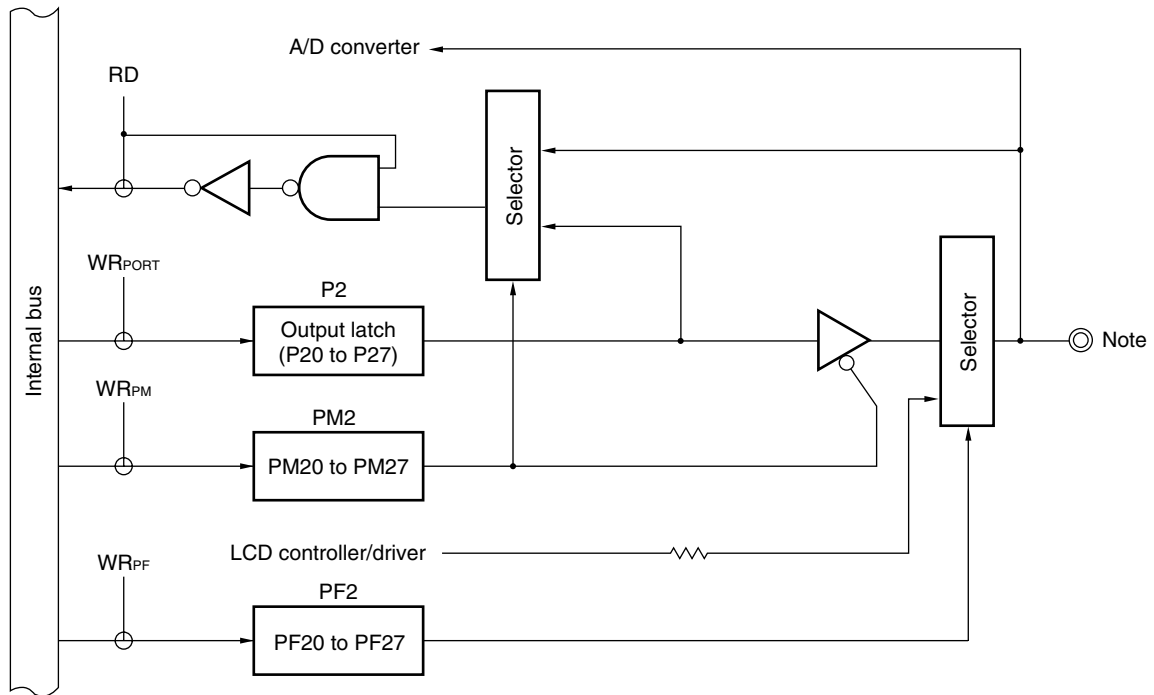 A/D converter
RD
Selector
WRPORT
P2
Output latch
(P20 to P27)
Selector
Note
Internal bus
WRPM
PM2
PM20 to PM27
LCD controller/driver
WRPF
PF2
PF20 to PF27